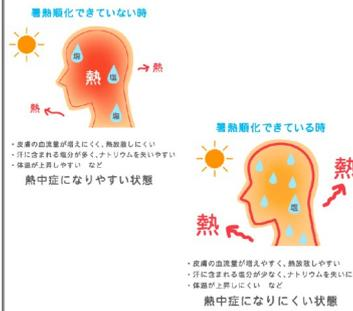 暑熱順化できていない時
塩
熱
塩
熱
熱
塩
・皮膚の血流量が増えにくく、熱放散しにくい
・汗に含まれる塩分が多く、ナトリウムを失いやすい
・体温が上昇しやすい など
熱中症になりやすい状態
暑熱順化できている時
熱
塩
熱
・皮膚の血流量が増えやすく、熱放散しやすい
・汗に含まれる塩分が少なく、ナトリウムを失いに
・体温が上昇しにくい など
熱中症になりにくい状態